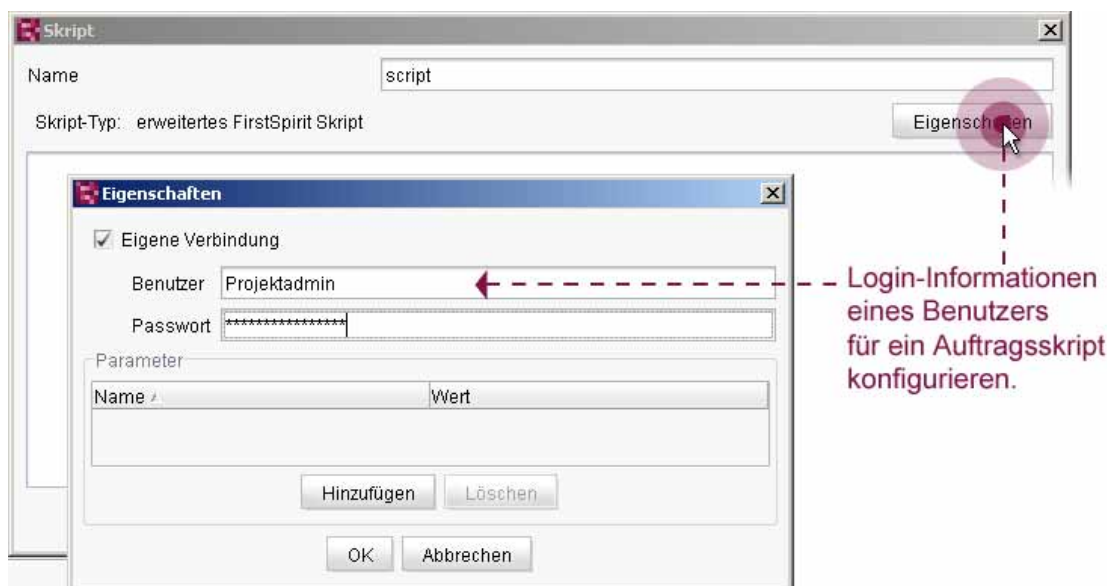 Skript
Name script
Skript-Typ: erweitertes FirstSpirit Skript Eigenschaften
Eigenschaften
Eigene Verbindung
Benutzer Projektadmin
Passwort ****************
Parameter
Name Wert
Hinzufügen Löschen
OK Abbrechen
Login-Informationen
eines Benutzers
für ein Auftragsskript
konfigurieren.